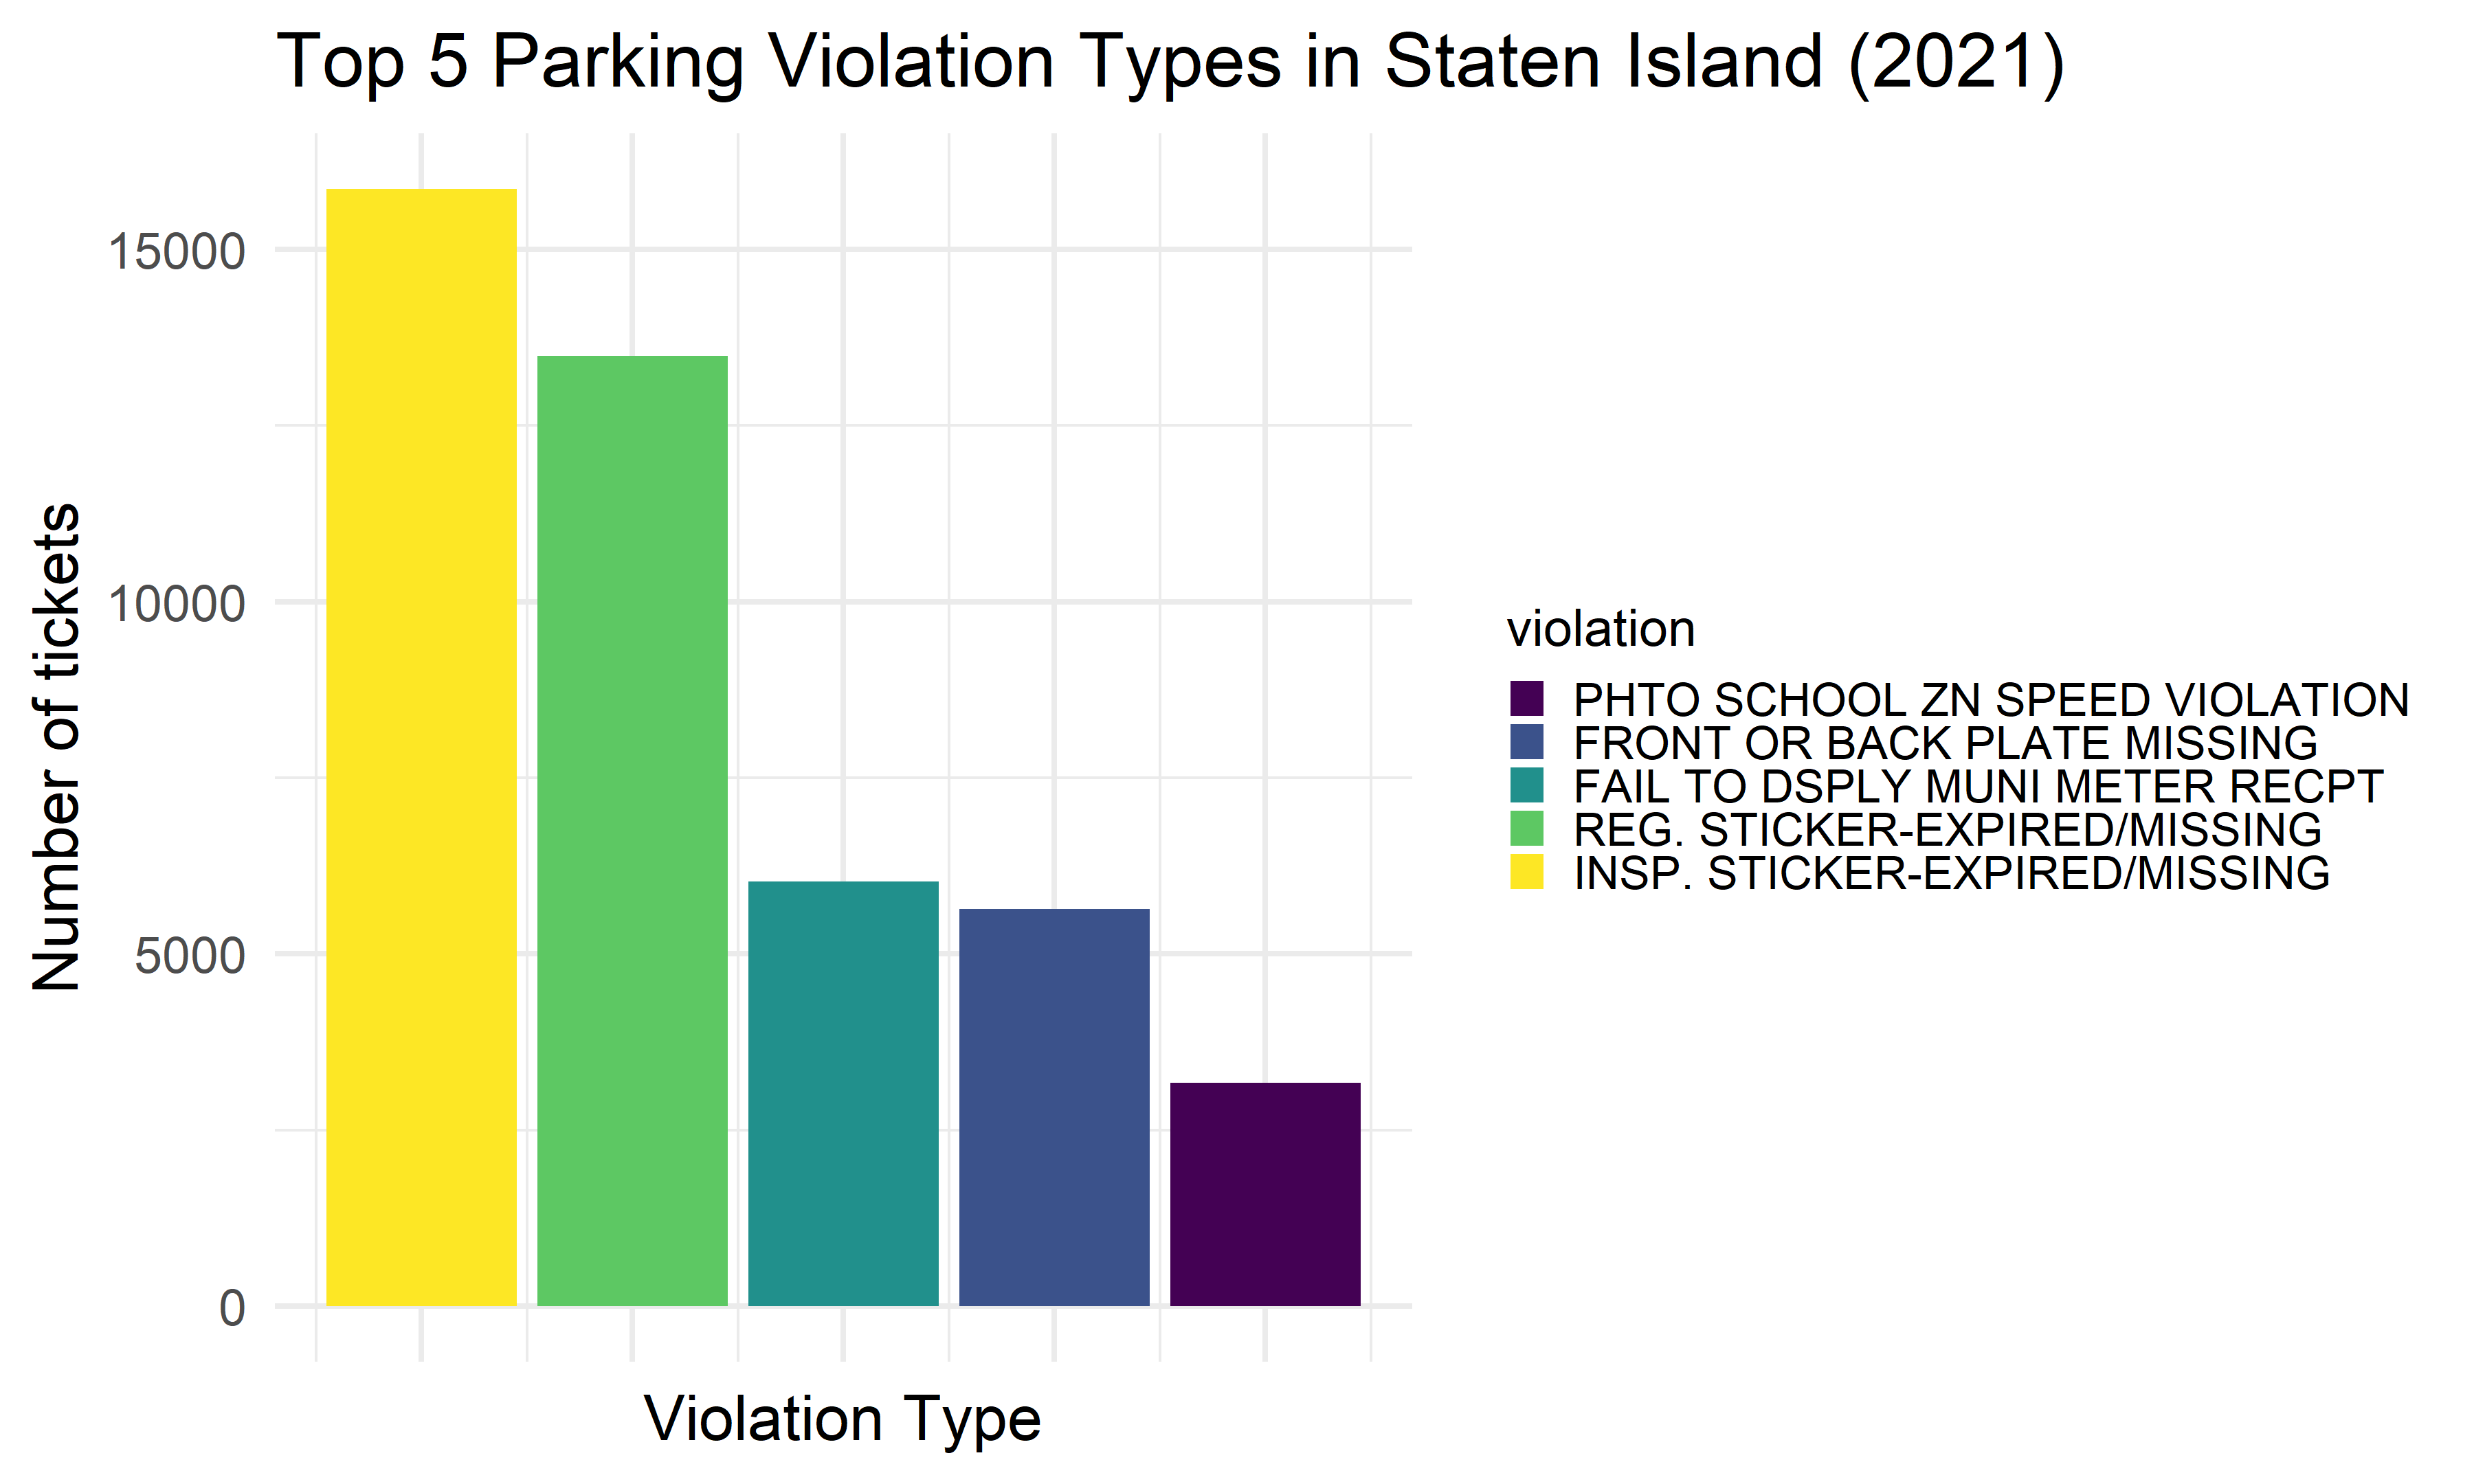 Top 5 Parking Violation Types in Staten Island (2021)
Number of tickets
15000
10000
5000
0
Violation Type
violation
PHTO SCHOOL ZN SPEED VIOLATION
FRONT OR BACK PLATE MISSING
FAIL TO DSPLY MUNI METER RECPT
REG. STICKER-EXPIRED/MISSING
INSP. STICKER-EXPIRED/MISSING